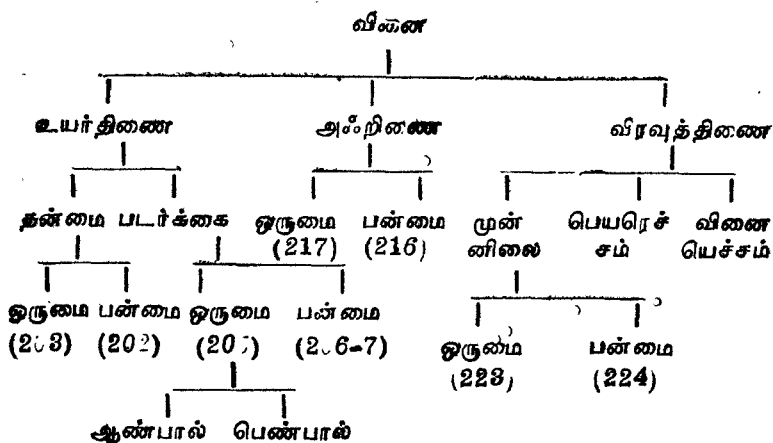 வினை
உயர்திணை அஃறிணை விரவுத்திணை
தன்மை படர்க்கை ஒருமை பன்மை முன் பெயரெச் வினை
(217) (216) னிலை சம் யெச்சம்
ஒருமை பன்மை ஒருமை பன்மை
(202)
ஒருமை பன்மை
(223) (224)
ஆண்பால் பெண்பால்